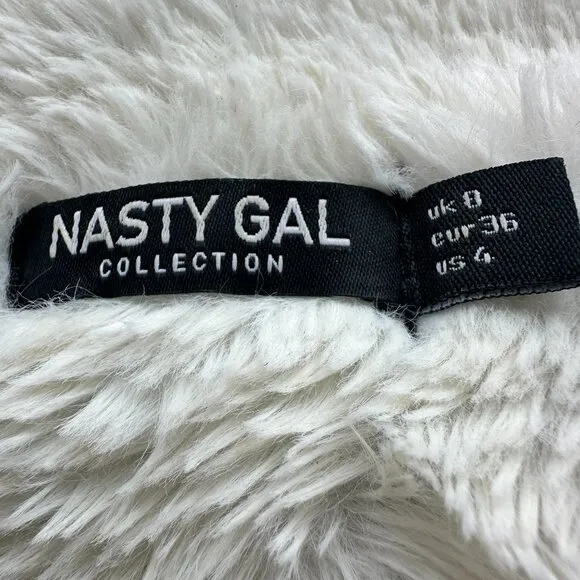 NASTY GAL
COLLECTION
uk 8
eur 36
us 4